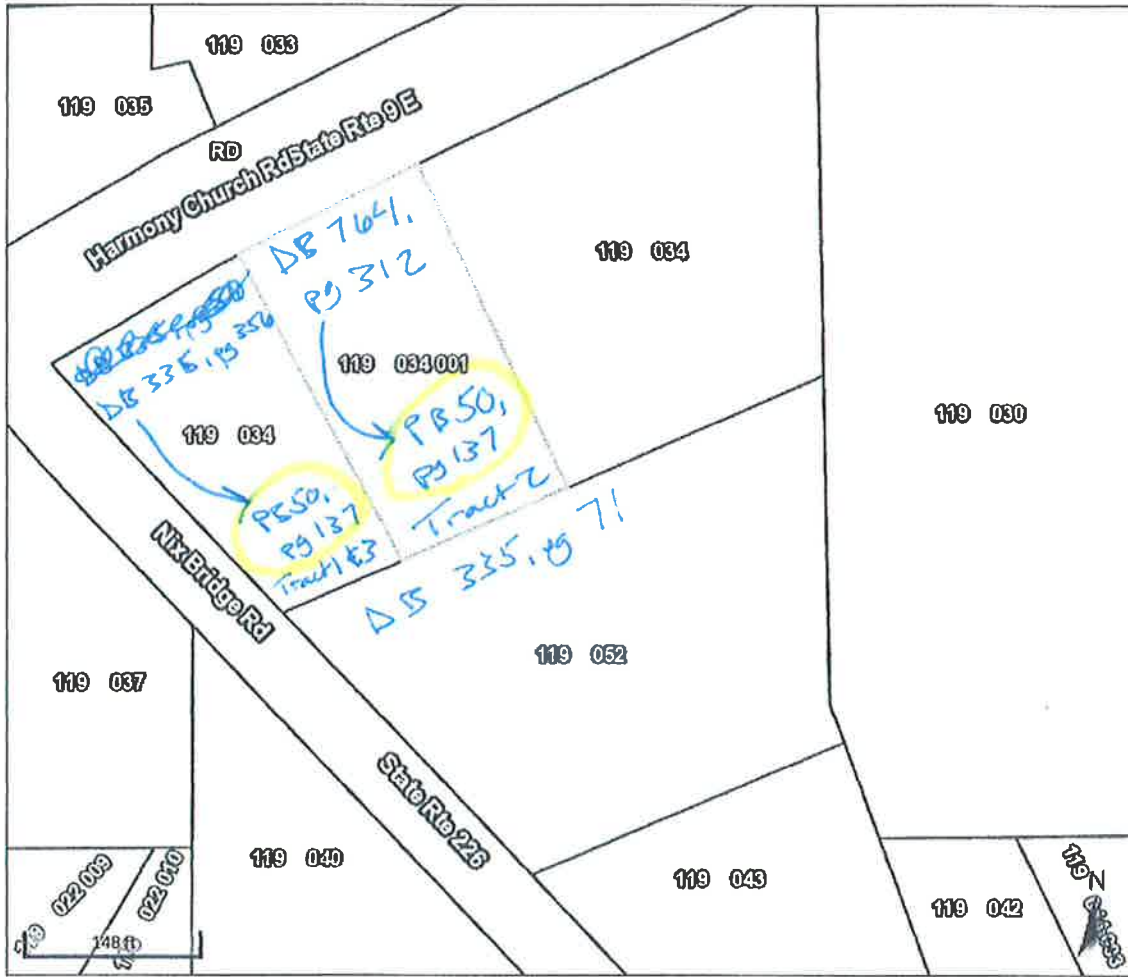 119 033
119 035
RD
Harmony Church Rd State Rte 9 E
DB 764,
pg 312
119 034
DB 335, pg 356
119 034 001
PB 50,
pg 137
Tract 2
119 030
119 034
PB 50,
pg 137
Tract 1 & 3
DB 335, pg 71
Nix Bridge Rd
119 052
119 037
State Rte 226
119 040
119 043
022 009
022 010
119 042
119
N
148 ft